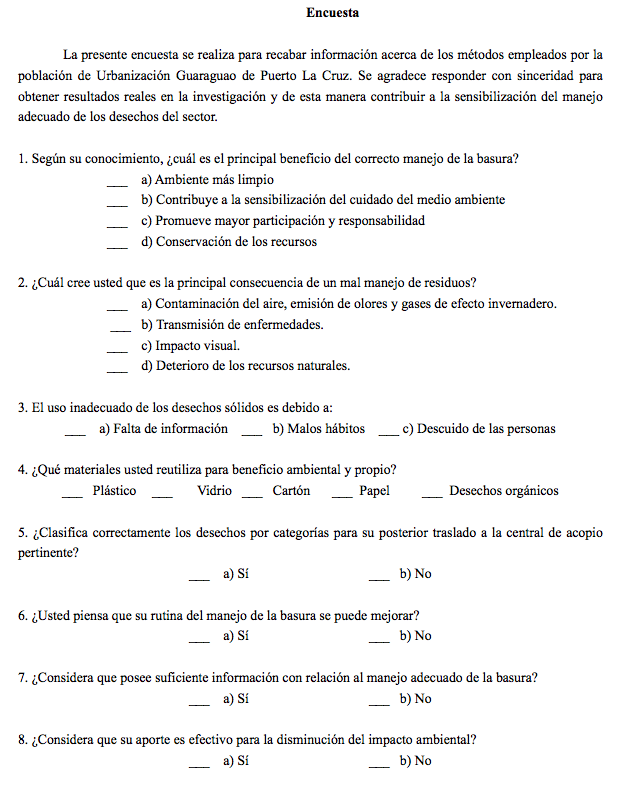 Encuesta
La presente encuesta se realiza para recabar información acerca de los métodos empleados por la
población de Urbanización Guaraguao de Puerto La Cruz. Se agradece responder con sinceridad para
obtener resultados reales en la investigación y de esta manera contribuir a la sensibilización del manejo
adecuado de los desechos del sector.
1. Según su conocimiento, ¿cuál es el principal beneficio del correcto manejo de la basura?
___ a) Ambiente más limpio
___ b) Contribuye a la sensibilización del cuidado del medio ambiente
___ c) Promueve mayor participación y responsabilidad
___ d) Conservación de los recursos
2. ¿Cuál cree usted que es la principal consecuencia de un mal manejo de residuos?
___ a) Contaminación del aire, emisión de olores y gases de efecto invernadero.
___ b) Transmisión de enfermedades.
___ c) Impacto visual.
___ d) Deterioro de los recursos naturales.
3. El uso inadecuado de los desechos sólidos es debido a:
___ a) Falta de información ___ b) Malos hábitos ___ c) Descuido de las personas
4. ¿Qué materiales usted reutiliza para beneficio ambiental y propio?
___ Plástico ___ Vidrio ___ Cartón ___ Papel ___ Desechos orgánicos
5. ¿Clasifica correctamente los desechos por categorías para su posterior traslado a la central de acopio
pertinente?
___ a) Sí ___ b) No
6. ¿Usted piensa que su rutina del manejo de la basura se puede mejorar?
___ a) Sí ___ b) No
7. ¿Considera que posee suficiente información con relación al manejo adecuado de la basura?
___ a) Sí ___ b) No
8. ¿Considera que su aporte es efectivo para la disminución del impacto ambiental?
___ a) Sí ___ b) No